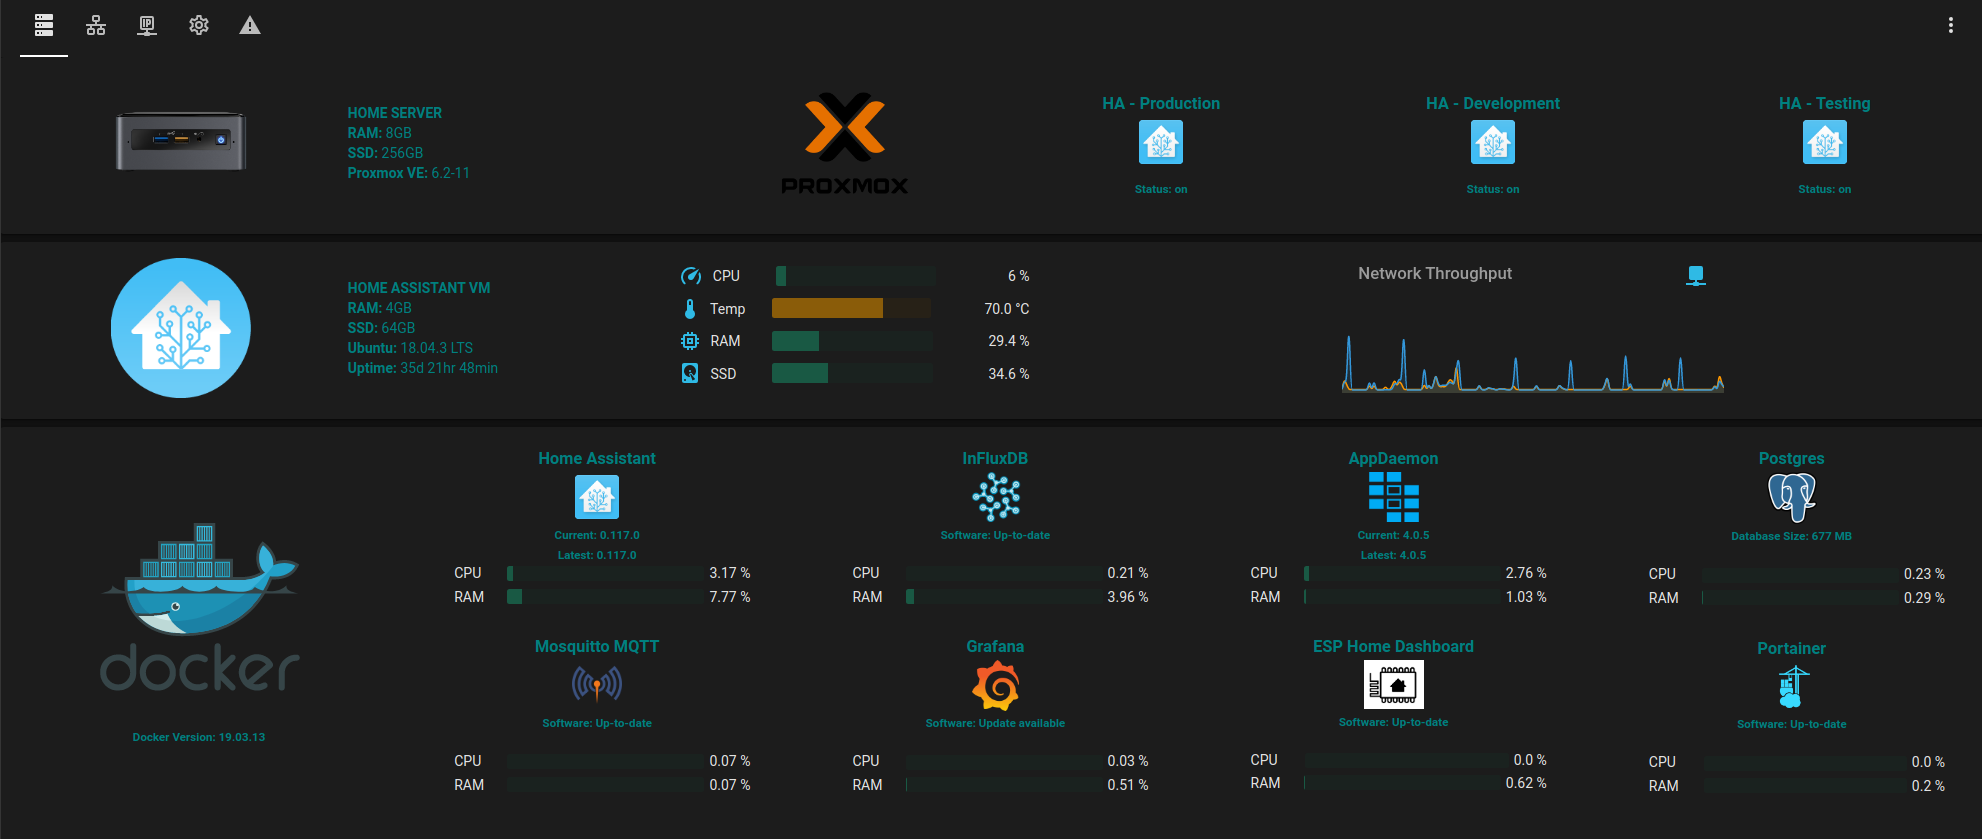 IP
HOME SERVER
RAM: 8GB
SSD: 256GB
Proxmox VE: 6.2-11
PROXMOX
HA - Production
Status: on
HA - Development
Status: on
HA - Testing
Status: on
HOME ASSISTANT VM
RAM: 4GB
SSD: 64GB
Ubuntu: 18.04.3 LTS
Uptime: 35d 21hr 48min
CPU 6 %
Temp 70.0 °C
RAM 29.4 %
SSD 34.6 %
Network Throughput
docker
Docker Version: 19.03.13
Home Assistant
Current: 0.117.0
Latest: 0.117.0
CPU 3.17 %
RAM 7.77 %
InFluxDB
Software: Up-to-date
CPU 0.21 %
RAM 3.96 %
AppDaemon
Current: 4.0.5
Latest: 4.0.5
CPU 2.76 %
RAM 1.03 %
Postgres
Database Size: 677 MB
CPU 0.23 %
RAM 0.29 %
Mosquitto MQTT
Software: Up-to-date
CPU 0.07 %
RAM 0.07 %
Grafana
Software: Update available
CPU 0.03 %
RAM 0.51 %
ESP Home Dashboard
Software: Up-to-date
CPU 0.0 %
RAM 0.62 %
Portainer
Software: Up-to-date
CPU 0.0 %
RAM 0.2 %